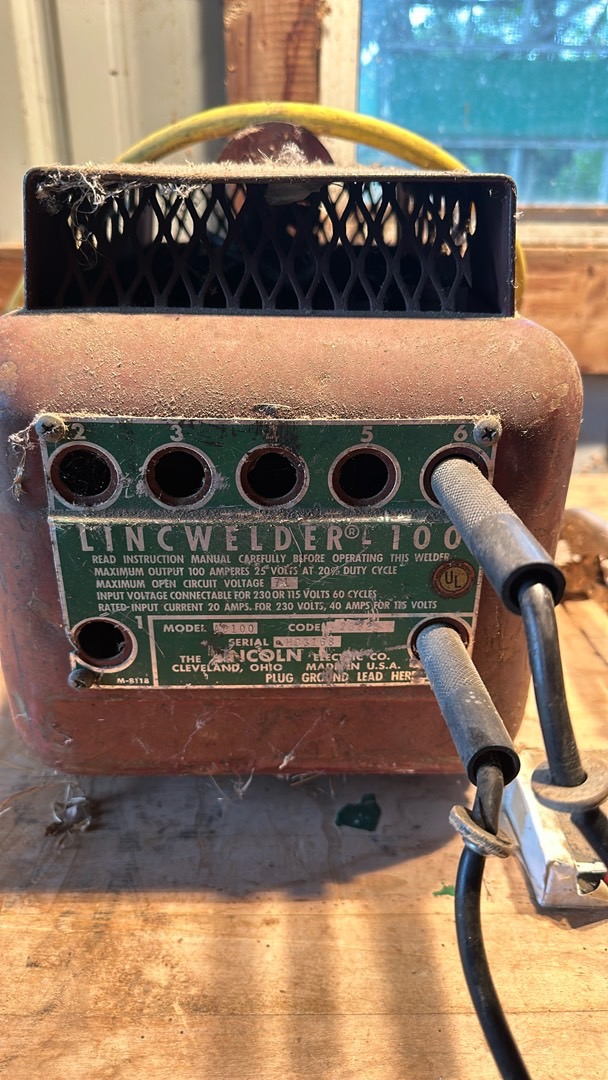 2 3 5 6
LINCWELDER®-100
READ INSTRUCTION MANUAL CAREFULLY BEFORE OPERATING THIS WELDER
MAXIMUM OUTPUT 100 AMPERES 25 VOLTS AT 20% DUTY CYCLE
MAXIMUM OPEN CIRCUIT VOLTAGE
UL
INPUT VOLTAGE CONNECTABLE FOR 230 OR 115 VOLTS 60 CYCLES
RATED INPUT CURRENT 20 AMPS. FOR 230 VOLTS, 40 AMPS FOR 115 VOLTS
1
MODEL CODE
SERIAL
THE LINCOLN ELECTRIC CO.
CLEVELAND, OHIO MADE IN U.S.A.
M-8118 PLUG GROUND LEAD HERE